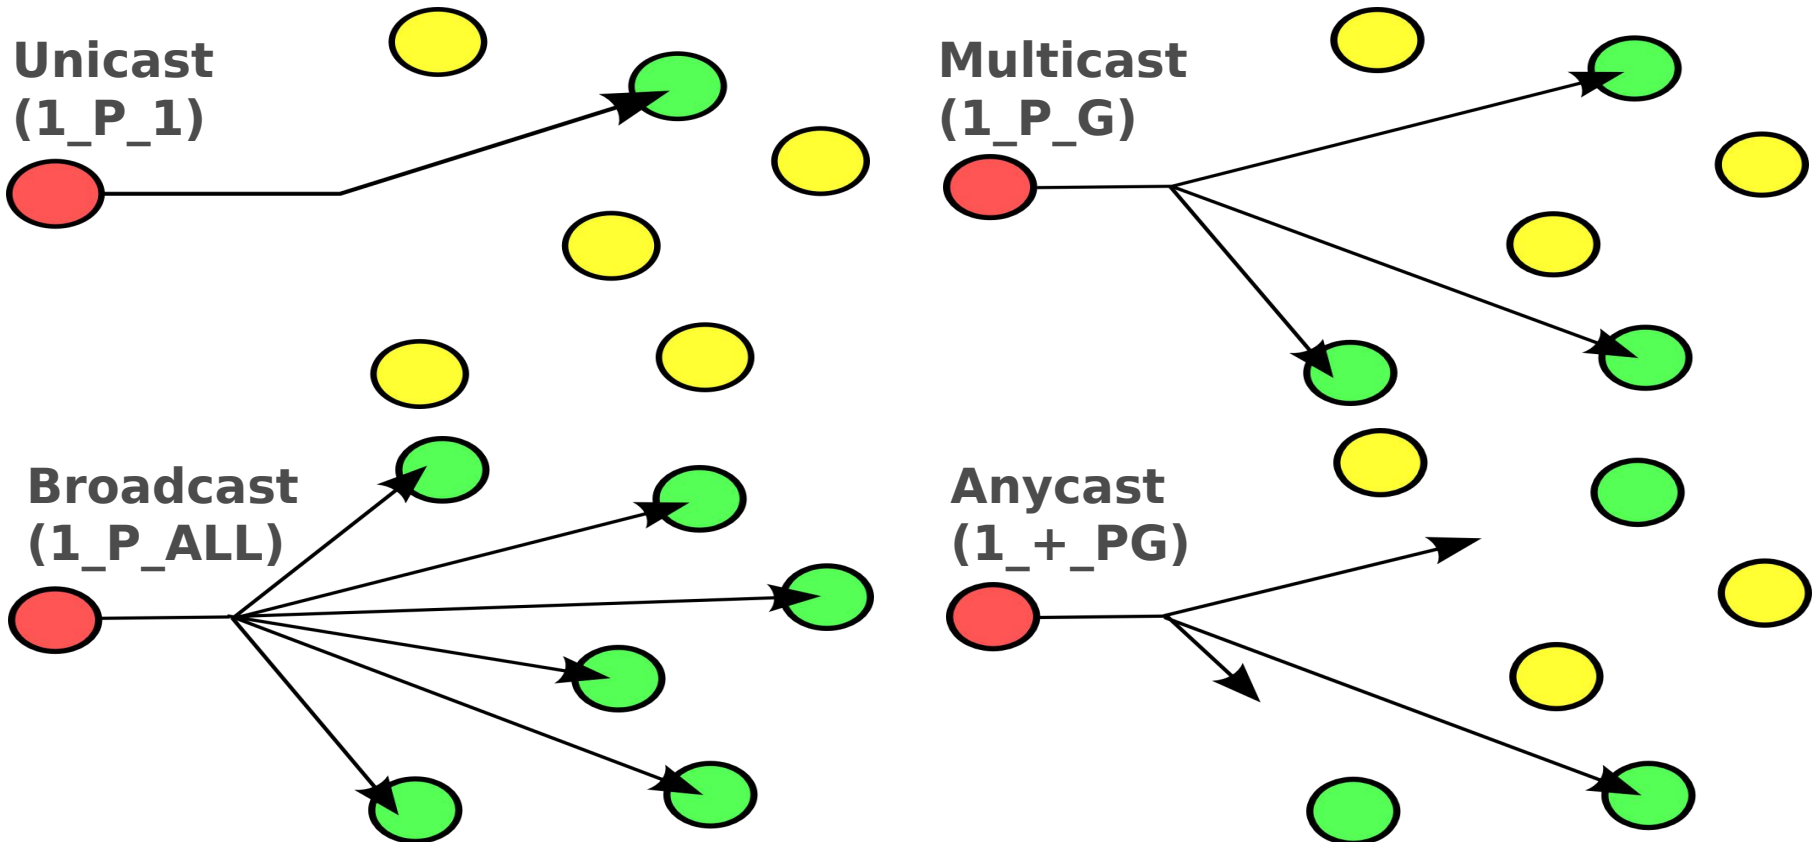 Unicast
(1_P_1)
Multicast
(1_P_G)
Broadcast
(1_P_ALL)
Anycast
(1_+_PG)